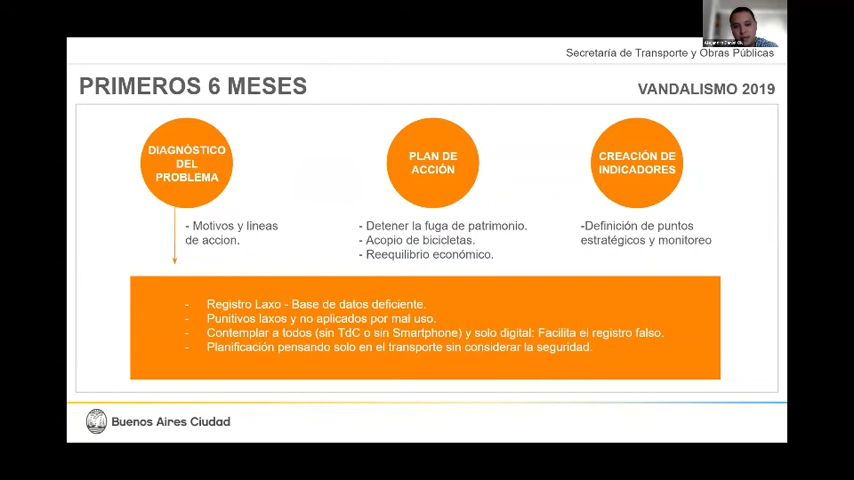 Secretaría de Transporte y Obras Públicas
PRIMEROS 6 MESES
VANDALISMO 2019
DIAGNÓSTICO
DEL
PROBLEMA
PLAN DE
ACCIÓN
CREACIÓN DE
INDICADORES
- Motivos y lineas
de accion.
- Detener la fuga de patrimonio.
- Acopio de bicicletas.
- Reequilibrio económico.
-Definición de puntos
estratégicos y monitoreo
- Registro Laxo - Base de datos deficiente.
- Punitivos laxos y no aplicados por mal uso.
- Contemplar a todos (sin TdC o sin Smartphone) y solo digital: Facilita el registro falso.
- Planificación pensando solo en el transporte sin considerar la seguridad.
Buenos Aires Ciudad